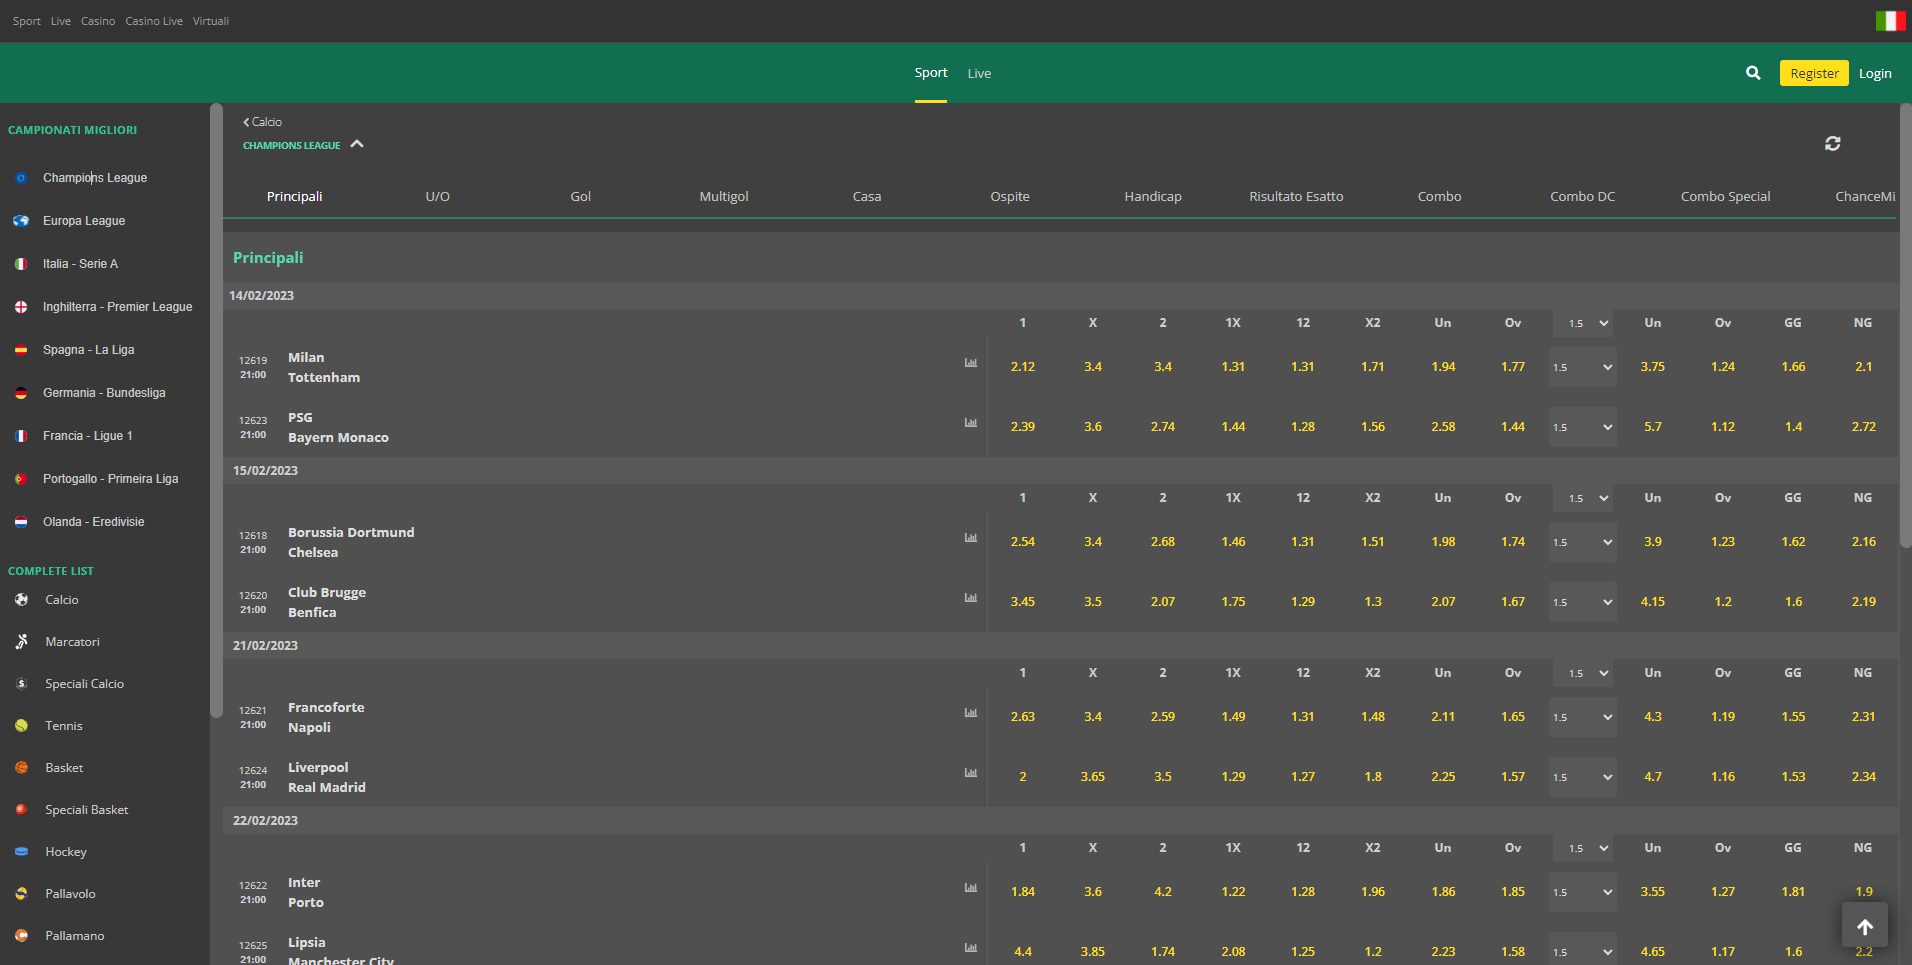 Sport Live Casino Casino Live Virtuali
Sport Live
Register Login
CAMPIONATI MIGLIORI
Champions League
Europa League
Italia - Serie A
Inghilterra - Premier League
Spagna - La Liga
Germania - Bundesliga
Francia - Ligue 1
Portogallo - Primeira Liga
Olanda - Eredivisie
COMPLETE LIST
Calcio
Marcatori
Speciali Calcio
Tennis
Basket
Speciali Basket
Hockey
Pallavolo
Pallamano
Calcio
CHAMPIONS LEAGUE
Principali U/O Gol Multigol Casa Ospite Handicap Risultato Esatto Combo Combo DC Combo Special ChanceMi
Principali
14/02/2023
1 X 2 1X 12 X2 Un Ov 1.5 Un Ov GG NG
12619 Milan
21:00 Tottenham
2.12 3.4 3.4 1.31 1.31 1.71 1.94 1.77 1.5 3.75 1.24 1.66 2.1
12623 PSG
21:00 Bayern Monaco
2.39 3.6 2.74 1.44 1.28 1.56 2.58 1.44 1.5 5.7 1.12 1.4 2.72
15/02/2023
1 X 2 1X 12 X2 Un Ov 1.5 Un Ov GG NG
12618 Borussia Dortmund
21:00 Chelsea
2.54 3.4 2.68 1.46 1.31 1.51 1.98 1.74 1.5 3.9 1.23 1.62 2.16
12620 Club Brugge
21:00 Benfica
3.45 3.5 2.07 1.75 1.29 1.3 2.07 1.67 1.5 4.15 1.2 1.6 2.19
21/02/2023
1 X 2 1X 12 X2 Un Ov 1.5 Un Ov GG NG
12621 Francoforte
21:00 Napoli
2.63 3.4 2.59 1.49 1.31 1.48 2.11 1.65 1.5 4.3 1.19 1.55 2.31
12624 Liverpool
21:00 Real Madrid
2 3.65 3.5 1.29 1.27 1.8 2.25 1.57 1.5 4.7 1.16 1.53 2.34
22/02/2023
1 X 2 1X 12 X2 Un Ov 1.5 Un Ov GG NG
12622 Inter
21:00 Porto
1.84 3.6 4.2 1.22 1.28 1.96 1.86 1.85 1.5 3.55 1.27 1.81 1.9
12625 Lipsia
21:00 Manchester City
4.4 3.85 1.74 2.08 1.25 1.2 2.23 1.58 1.5 4.65 1.17 1.6 2.2